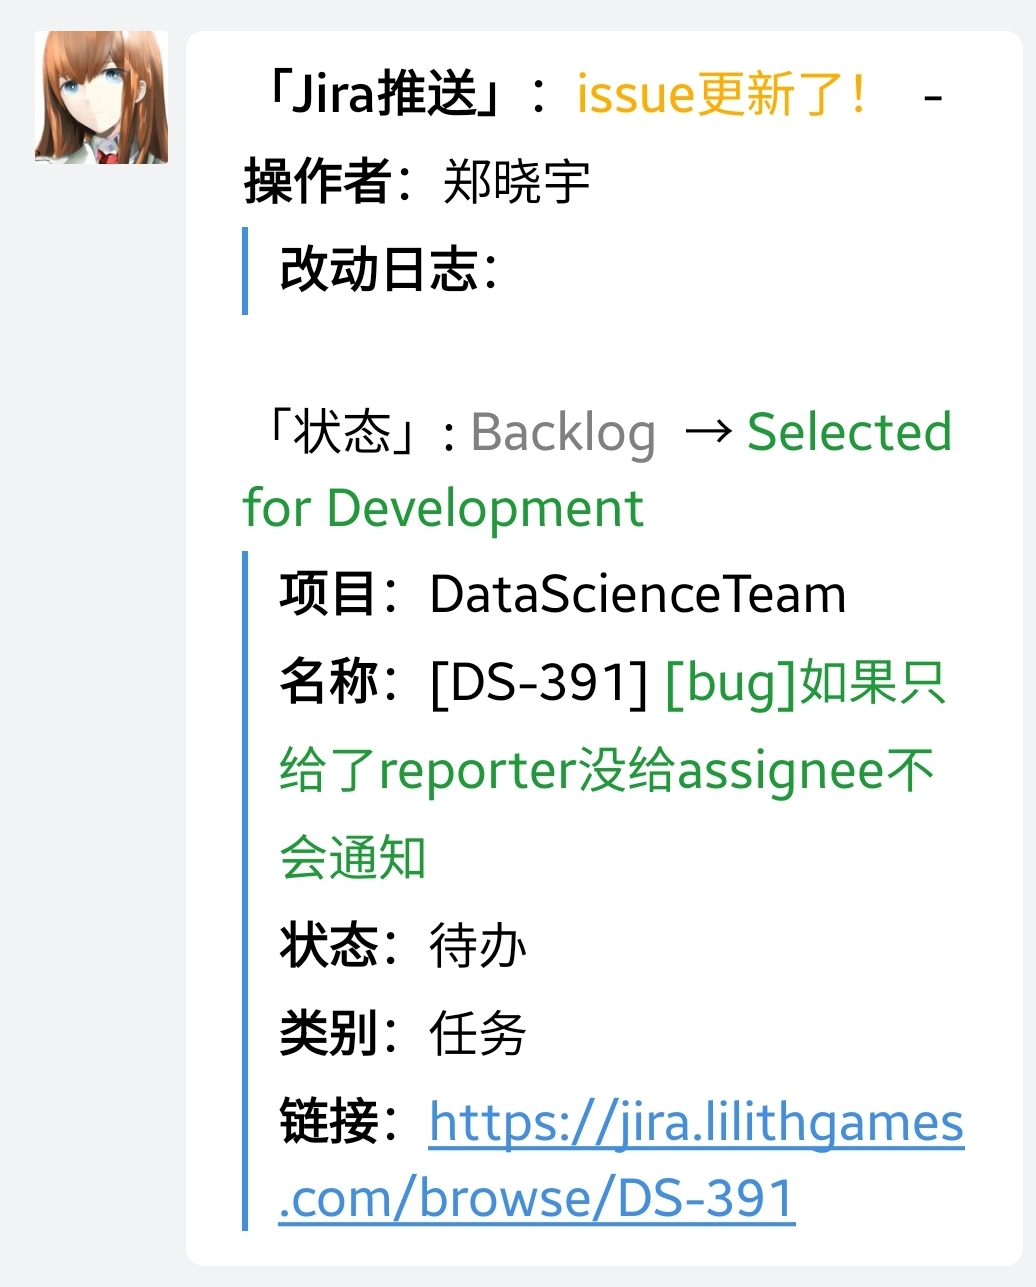 「Jira推送」：issue更新了！ -
操作者：郑晓宇
改动日志：
「状态」: Backlog → Selected
for Development
项目：DataScienceTeam
名称：[DS-391] [bug]如果只
给了reporter没给assignee不
会通知
状态：待办
类别：任务
链接：https://jira.lilithgames
.com/browse/DS-391